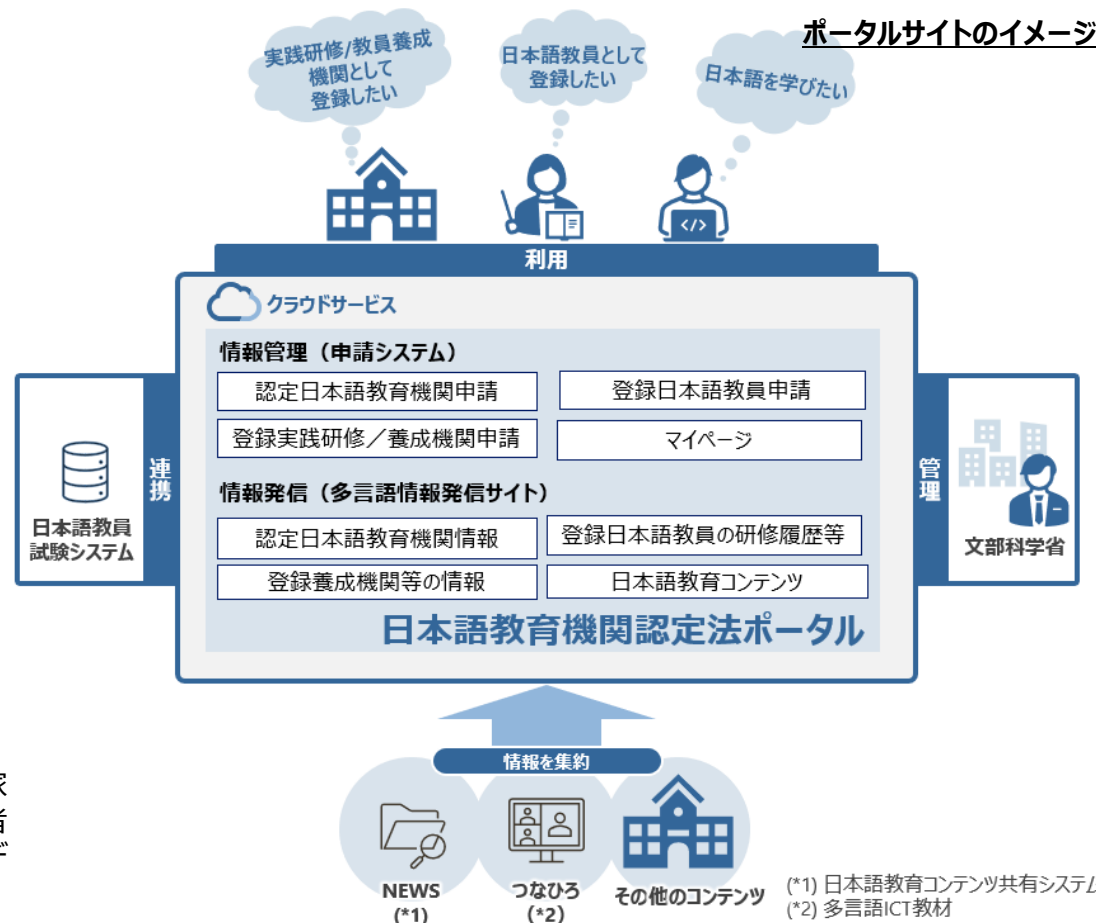 ポータルサイトのイメージ
実践研修/教員養成
機関として
登録したい
日本語教員として
登録したい
日本語を学びたい
利用
クラウドサービス
情報管理（申請システム）
認定日本語教育機関申請
登録日本語教員申請
登録実践研修／養成機関申請
マイページ
情報発信（多言語情報発信サイト）
認定日本語教育機関情報
登録日本語教員の研修履歴等
登録養成機関等の情報
日本語教育コンテンツ
日本語教育機関認定法ポータル
連携
日本語教員
試験システム
管理
文部科学省
情報を集約
NEWS
(*1)
つなひろ
(*2)
その他のコンテンツ
(*1) 日本語教育コンテンツ共有システム
(*2) 多言語ICT教材
者